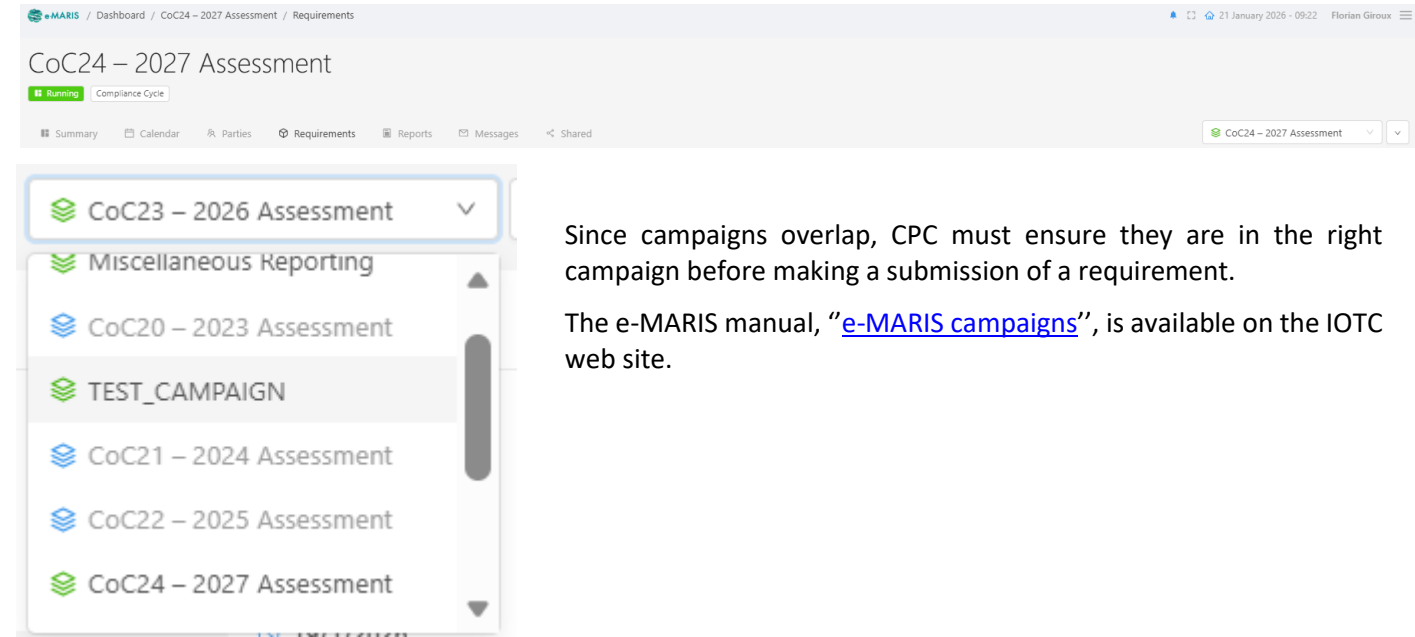 e-MARIS / Dashboard / CoC24 – 2027 Assessment / Requirements
21 January 2026 - 09:22 Florian Giroux
CoC24 – 2027 Assessment
Running Compliance Cycle
Summary Calendar Parties Requirements Reports Messages Shared
CoC24 – 2027 Assessment
CoC23 – 2026 Assessment
Miscellaneous Reporting
CoC20 – 2023 Assessment
TEST_CAMPAIGN
CoC21 – 2024 Assessment
CoC22 – 2025 Assessment
CoC24 – 2027 Assessment
Since campaigns overlap, CPC must ensure they are in the right
campaign before making a submission of a requirement.
The e-MARIS manual, ‘’e-MARIS campaigns’’, is available on the IOTC
web site.